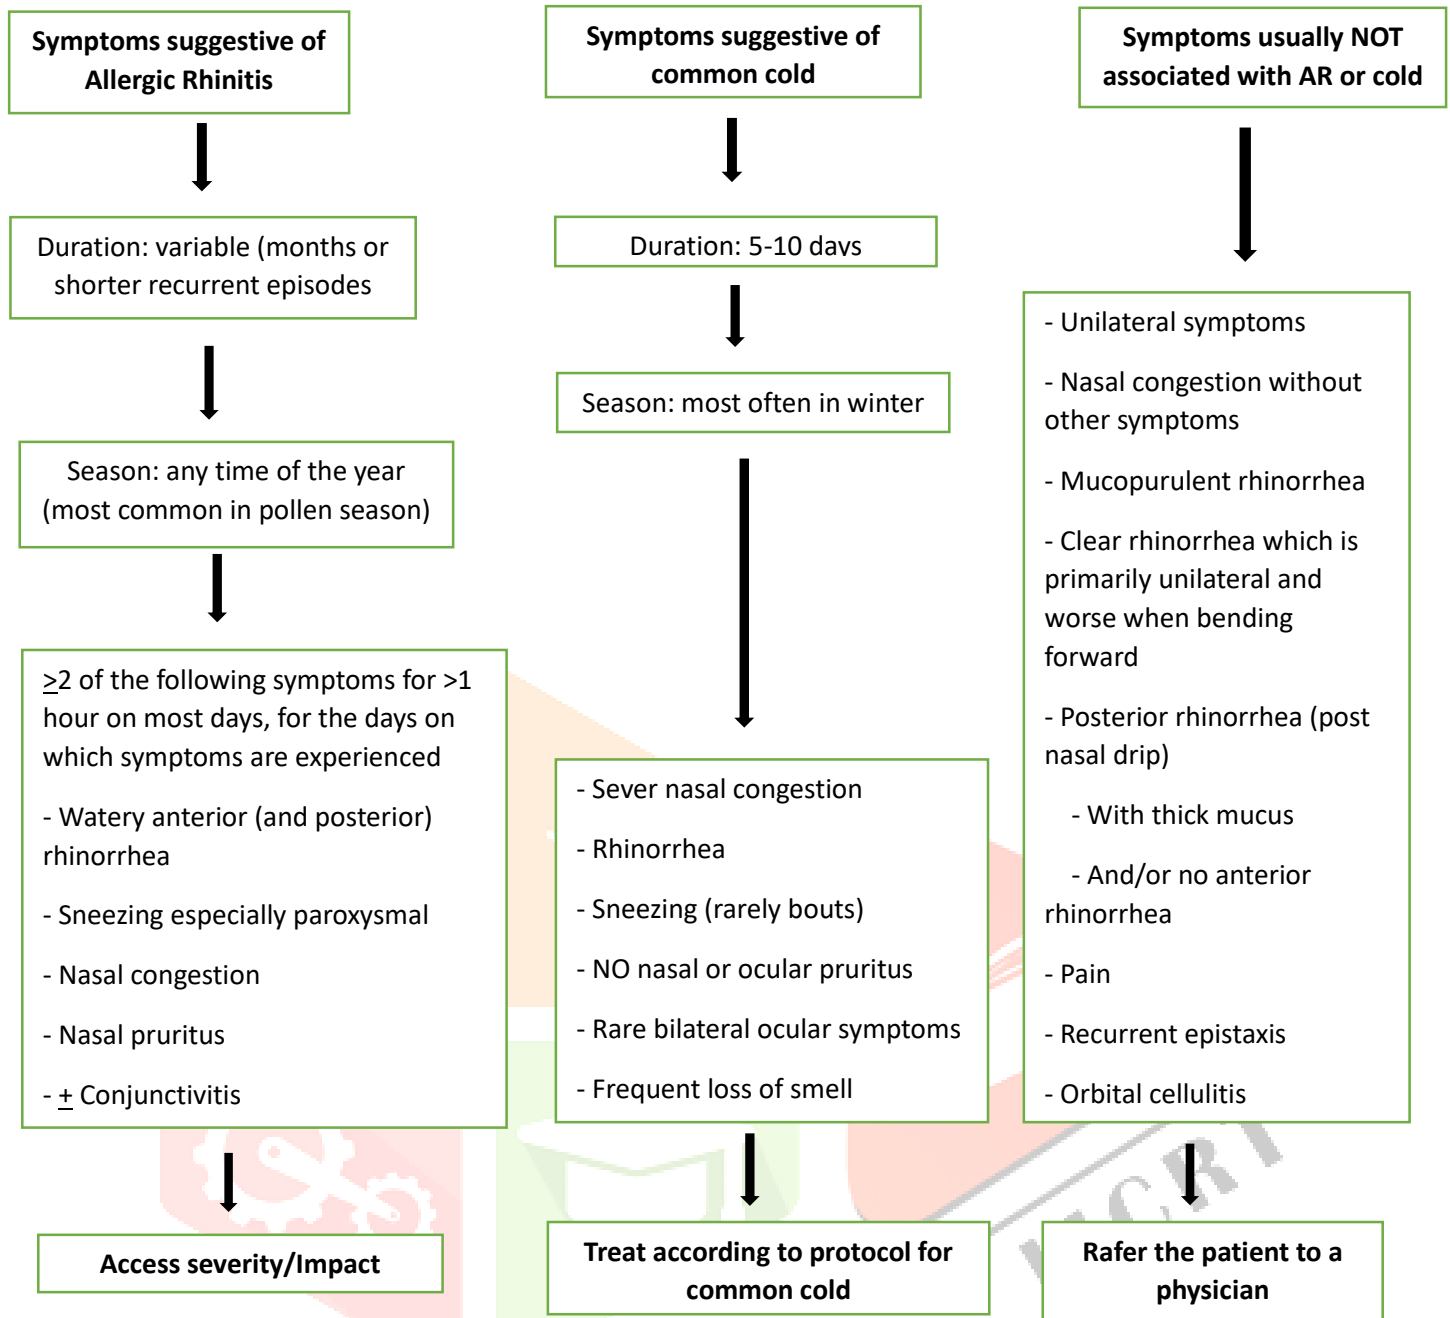 Symptoms suggestive of
Allergic Rhinitis
Duration: variable (months or
shorter recurrent episodes
Season: any time of the year
(most common in pollen season)
>2 of the following symptoms for >1
hour on most days, for the days on
which symptoms are experienced
- Watery anterior (and posterior)
rhinorrhea
- Sneezing especially paroxysmal
- Nasal congestion
- Nasal pruritus
- + Conjunctivitis
Access severity/Impact
Symptoms suggestive of
common cold
Duration: 5-10 days
Season: most often in winter
- Sever nasal congestion
- Rhinorrhea
- Sneezing (rarely bouts)
- NO nasal or ocular pruritus
- Rare bilateral ocular symptoms
- Frequent loss of smell
Treat according to protocol for
common cold
Symptoms usually NOT
associated with AR or cold
- Unilateral symptoms
- Nasal congestion without
other symptoms
- Mucopurulent rhinorrhea
- Clear rhinorrhea which is
primarily unilateral and
worse when bending
forward
- Posterior rhinorrhea (post
nasal drip)
- With thick mucus
- And/or no anterior
rhinorrhea
- Pain
- Recurrent epistaxis
- Orbital cellulitis
Rafer the patient to a
physician